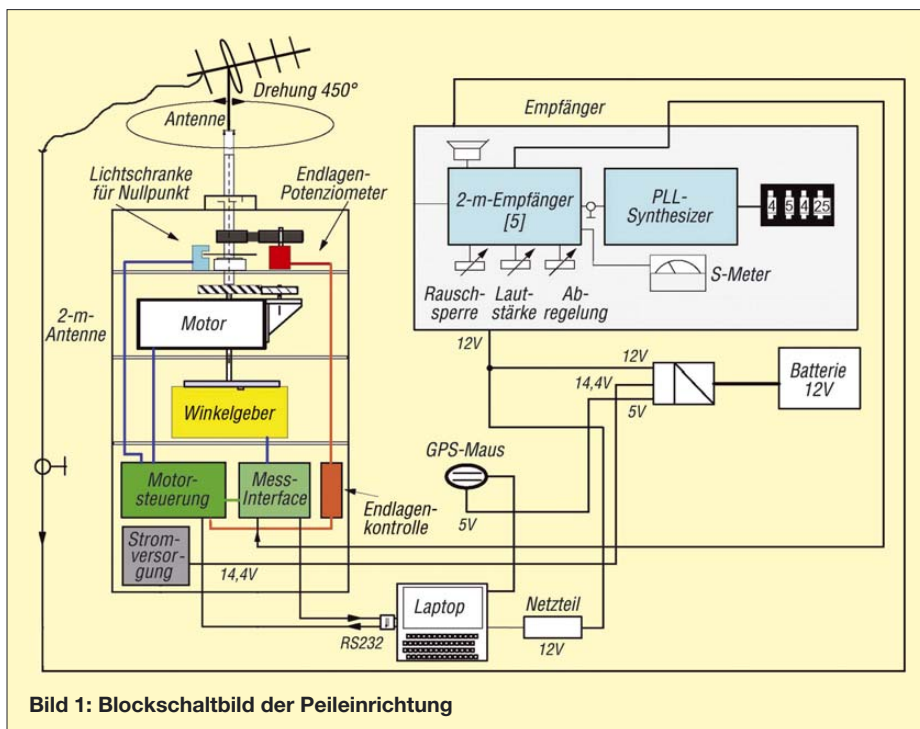 Drehung 450°
Antenne
Lichtschranke
für Nullpunkt
Endlagen-
Potenziometer
2-m-
Antenne
Motor
Winkelgeber
Motor-
steuerung
Mess-
Interface
Endlagen-
kontrolle
Stromversor-
gung
14,4V
Empfänger
2-m-Empfänger
[5]
PLL-
Synthesizer
4 5 4 25
S-Meter
Rausch-
sperre
Laut-
stärke
Ab-
regelung
12V
12V
14,4V
5V
Batterie
12V
GPS-Maus
5V
Laptop
RS232
Netzteil
12V
Bild 1: Blockschaltbild der Peileinrichtung